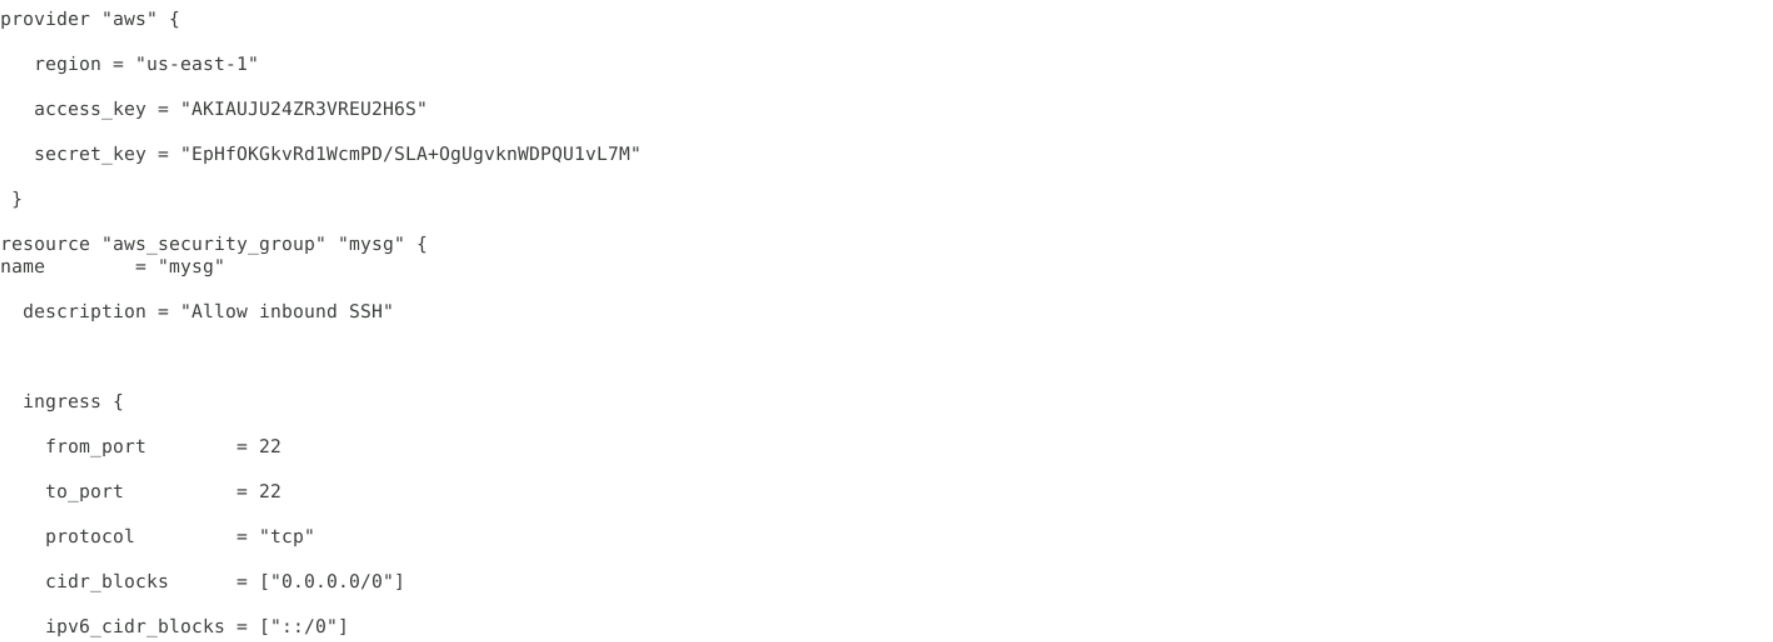 provider "aws" {
region = "us-east-1"
access_key = "AKIAUJU24ZR3VREU2H6S"
secret_key = "EpHfOKGkvRd1WcmPD/SLA+OgUgvknWDPQU1vL7M"
}
resource "aws_security_group" "mysg" {
name        = "mysg"
description = "Allow inbound SSH"
ingress {
from_port        = 22
to_port          = 22
protocol         = "tcp"
cidr_blocks      = ["0.0.0.0/0"]
ipv6_cidr_blocks = ["::/0"]